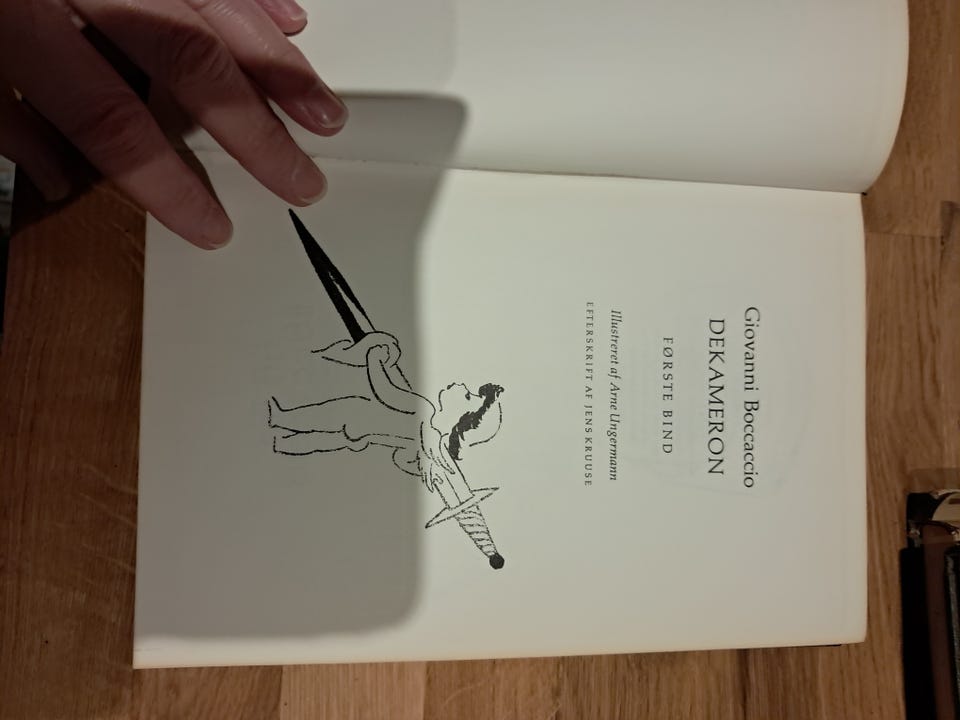 Giovanni Boccaccio
DEKAMERON
FØRSTE BIND
Illustreret af Arne Ungermann
EFTERSKRIFT AF JENS KRUUSE